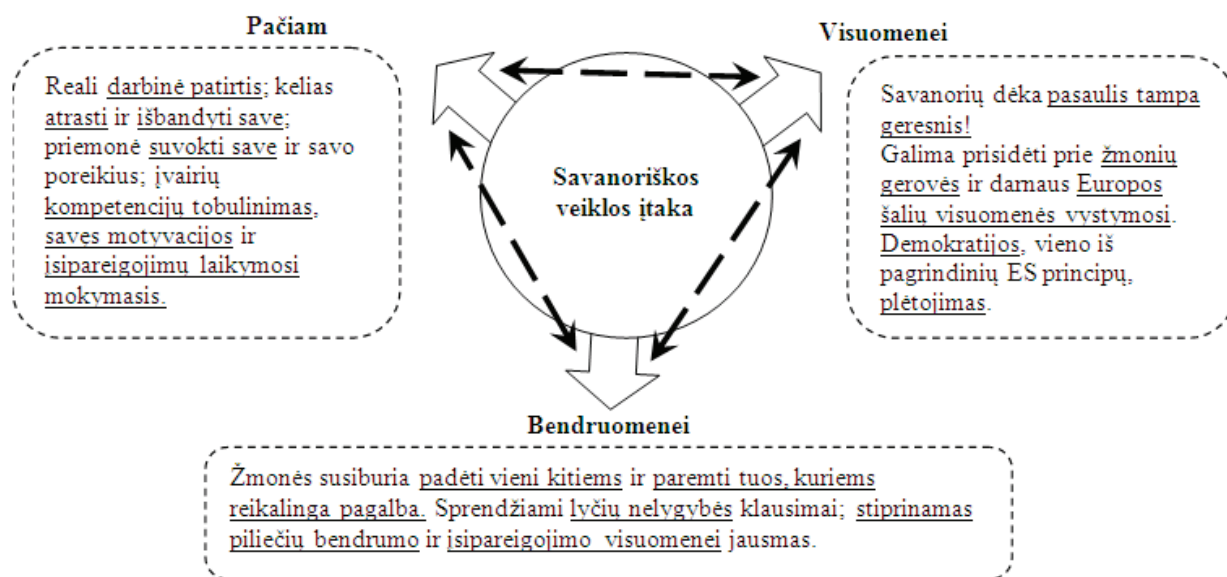 Pačiam
Reali darbinė patirtis; kelias
atrasti ir išbandyti save;
priemonė suvokti save ir savo
poreikius; įvairių
kompetencijų tobulinimas,
savęs motyvacijos ir
įsipareigojimų laikymosi
mokymasis.
Visuomenei
Savanorių dėka pasaulis tampa
geresnis!
Galima prisidėti prie žmonių
gerovės ir darnaus Europos
šalių visuomenės vystymosi.
Demokratijos, vieno iš
pagrindinių ES principų,
plėtojimas.
Savanoriškos
veiklos įtaka
Bendruomenei
Žmonės susiburia padėti vieni kitiems ir paremti tuos, kuriems
reikalinga pagalba. Sprendžiami lyčių nelygybės klausimai; stiprinamas
piliečių bendrumo ir įsipareigojimo visuomenei jausmas.